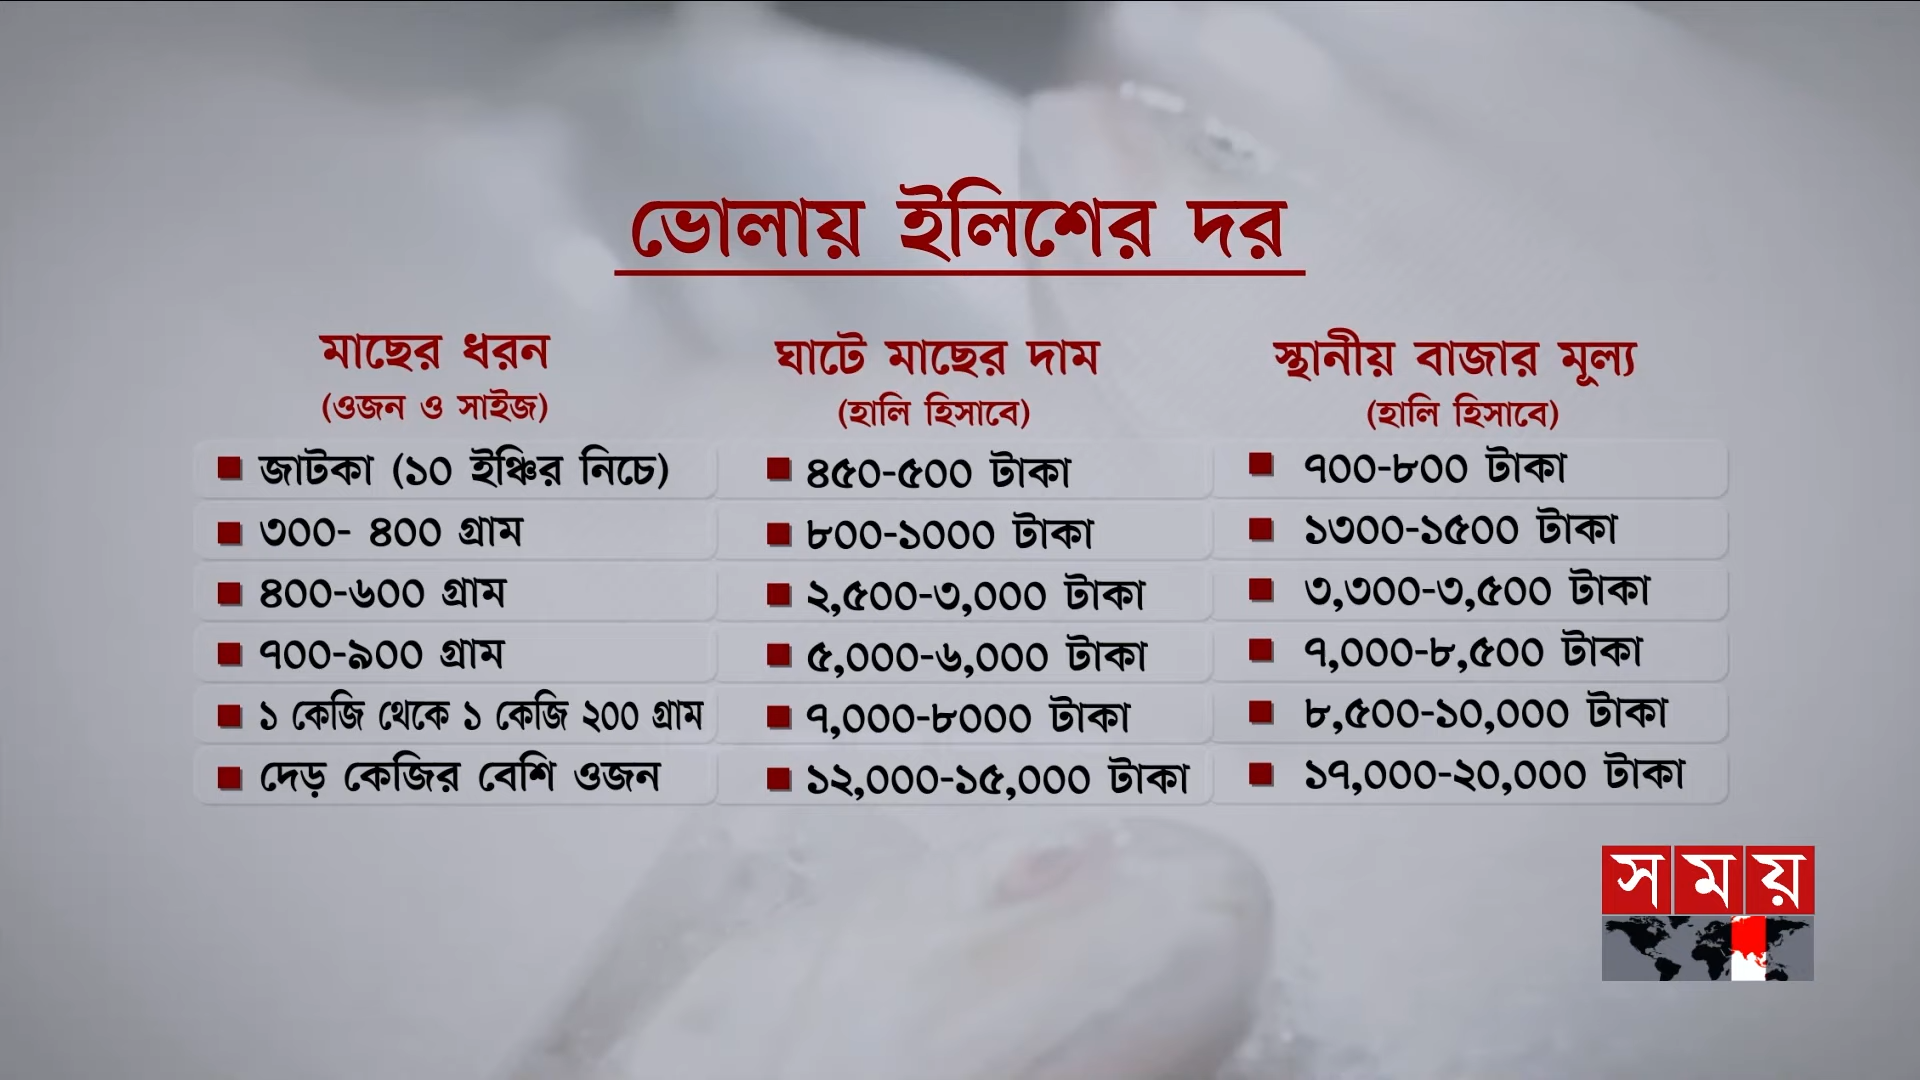 ভোলায় ইলিশের দর
মাছের ধরন ঘাটে মাছের দাম স্থানীয় বাজার মূল্য
(ওজন ও সাইজ) (হালি হিসাবে) (হালি হিসাবে)
জাটকা (১০ ইঞ্চির নিচে) ৪৫০-৫০০ টাকা ৭০০-৮০০ টাকা
৩০০- ৪০০ গ্রাম ৮০০-১০০০ টাকা ১৩০০-১৫০০ টাকা
৪০০-৬০০ গ্রাম ২,৫০০-৩,০০০ টাকা ৩,৩০০-৩,৫০০ টাকা
৭০০-৯০০ গ্রাম ৫,০০০-৬,০০০ টাকা ৭,০০০-৮,৫০০ টাকা
১ কেজি থেকে ১ কেজি ২০০ গ্রাম ৭,০০০-৮০০০ টাকা ৮,৫০০-১০,০০০ টাকা
দেড় কেজির বেশি ওজন ১২,০০০-১৫,০০০ টাকা ১৭,০০০-২০,০০০ টাকা
সময়